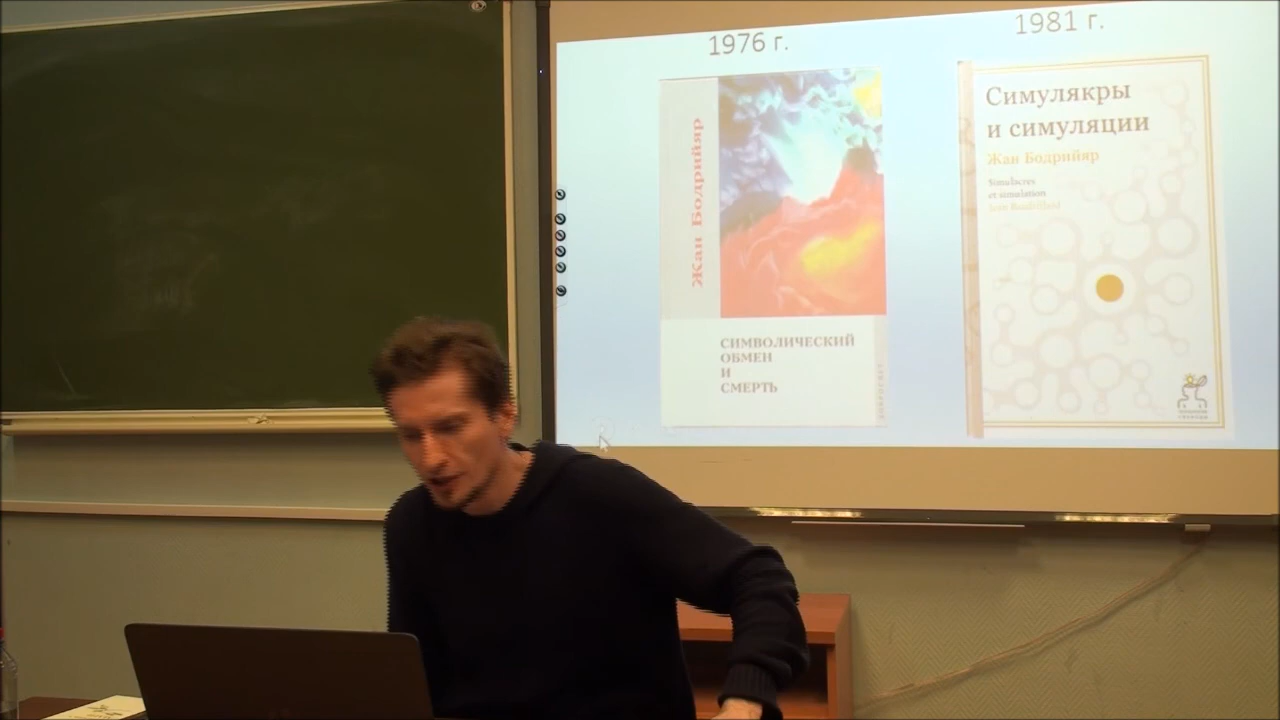 1976 г.
1981 г.
Жан Бодрийяр
СИМВОЛИЧЕСКИЙ
ОБМЕН
И
СМЕРТЬ
Симулякры
и симуляции
Жан Бодрийяр
Simulacres
et simulation
Jean Baudrillard